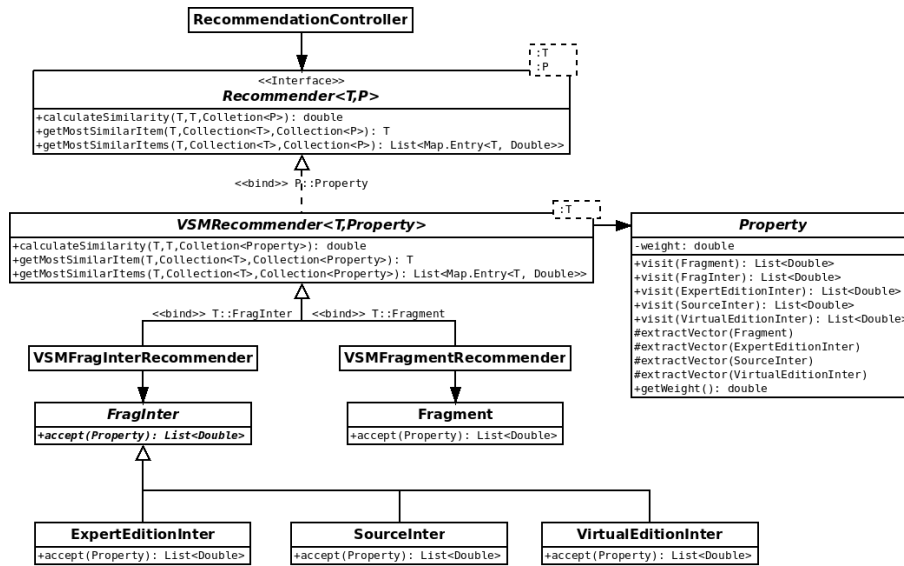 RecommendationController
:T
:P
<<Interface>>
Recommender<T,P>
+calculateSimilarity(T,T,Colletion<P>): double
+getMostSimilarItem(T,Collection<T>,Collection<P>): T
+getMostSimilarItems(T,Collection<T>,Collection<P>): List<Map.Entry<T, Double>>
<<bind>> P::Property
:T
VSMRecommender<T,Property>
+calculateSimilarity(T,T,Colletion<Property>): double
+getMostSimilarItem(T,Collection<T>,Collection<Property>): T
+getMostSimilarItems(T,Collection<T>,Collection<Property>): List<Map.Entry<T, Double>>
Property
-weight: double
+visit(Fragment): List<Double>
+visit(FragInter): List<Double>
+visit(ExpertEditionInter): List<Double>
+visit(SourceInter): List<Double>
+visit(VirtualEditionInter): List<Double>
#extractVector(Fragment)
#extractVector(ExpertEditionInter)
#extractVector(SourceInter)
#extractVector(VirtualEditionInter)
+getWeight(): double
<<bind>> T::FragInter
<<bind>> T::Fragment
VSMFragInterRecommender
VSMFragmentRecommender
FragInter
+accept(Property): List<Double>
Fragment
+accept(Property): List<Double>
ExpertEditionInter
+accept(Property): List<Double>
SourceInter
+accept(Property): List<Double>
VirtualEditionInter
+accept(Property): List<Double>